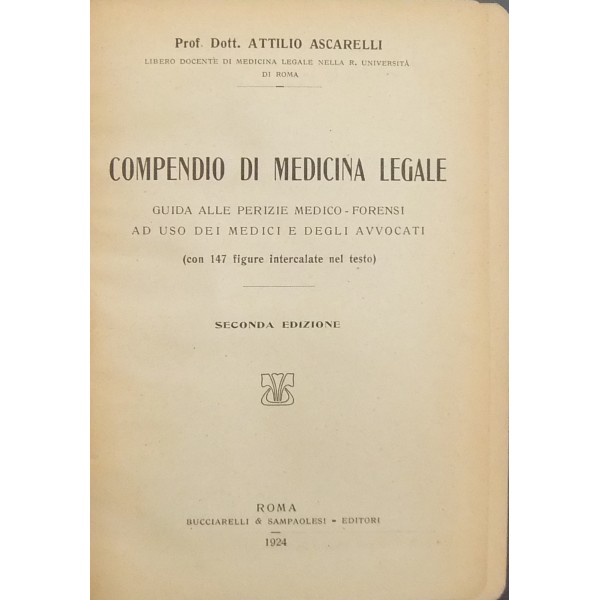 Prof. Dott. ATTILIO ASCARELLI
LIBERO DOCENTE DI MEDICINA LEGALE NELLA R. UNIVERSITÀ
DI ROMA
COMPENDIO DI MEDICINA LEGALE
GUIDA ALLE PERIZIE MEDICO - FORENSI
AD USO DEI MEDICI E DEGLI AVVOCATI
(con 147 figure intercalate nel testo)
SECONDA EDIZIONE
ROMA
BUCCIARELLI & SAMPAOLESI - EDITORI
1924